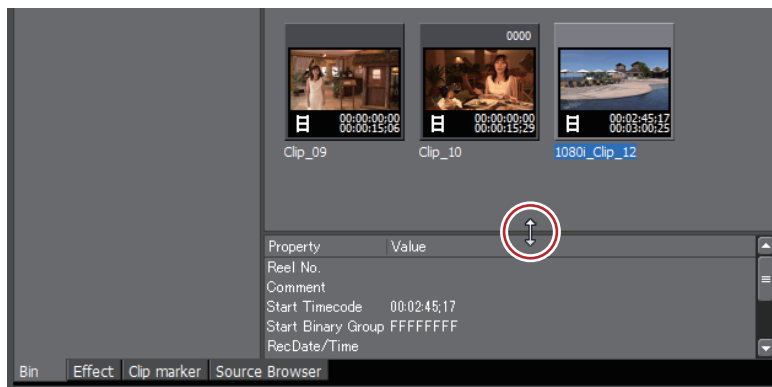 0000
00:00:00;00 00:00:00;00 00:02:45;17
00:00:15;06 00:00:15;29 00:03:00;25
Clip_09 Clip_10 1080i_Clip_12
Property Value
Reel No.
Comment
Start Timecode 00:02:45;17
Start Binary Group FFFFFFFF
RecDate/Time
Bin Effect Clip marker Source Browser